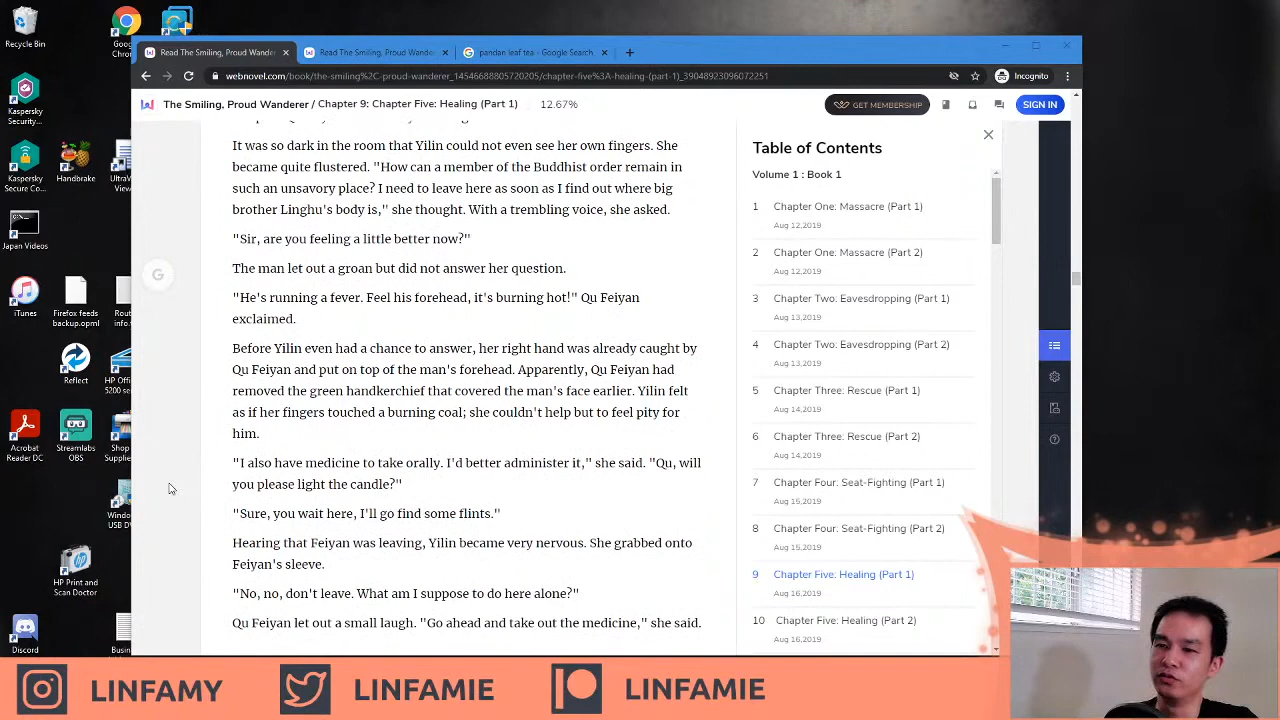 Recycle Bin
Google
Chrom
Read The Smiling, Proud Wande
Read The Smiling, Proud Wande
pandan leaf tea - Google Search
webnovel.com/book/the-smiling%2C-proud-wanderer_14546688805720205/chapter-five%3A-healing-(part-1)_39048923096072251
Incognito
The Smiling, Proud Wanderer / Chapter 9: Chapter Five: Healing (Part 1)
12.67%
GET MEMBERSHIP
SIGN IN
It was so dark in the room that Yilin could not even see her own fingers. She
became quite flustered. "How can a member of the Buddhist order remain in
such an unsavory place? I need to leave here as soon as I find out where big
brother Linghu's body is," she thought. With a trembling voice, she asked.
"Sir, are you feeling a little better now?"
The man let out a groan but did not answer her question.
"He's running a fever. Feel his forehead, it's burning hot!" Qu Feiyan
exclaimed.
Before Yilin even had a chance to answer, her right hand was already caught by
Qu Feiyan and put on top of the man's forehead. Apparently, Qu Feiyan had
removed the green handkerchief that covered the man's face earlier. Yilin felt
as if her fingers touched a burning coal; she couldn't help but to feel pity for
him.
"I also have medicine to take orally. I'd better administer it," she said. "Qu, will
you please light the candle?"
"Sure, you wait here, I'll go find some flints."
Hearing that Feiyan was leaving, Yilin became very nervous. She grabbed onto
Feiyan's sleeve.
"No, no, don't leave. What am I suppose to do here alone?"
Qu Feiyan let out a small laugh. "Go ahead and take out the medicine," she said.
Table of Contents
Volume 1 : Book 1
1 Chapter One: Massacre (Part 1)
Aug 12,2019
2 Chapter One: Massacre (Part 2)
Aug 12,2019
3 Chapter Two: Eavesdropping (Part 1)
Aug 13,2019
4 Chapter Two: Eavesdropping (Part 2)
Aug 13,2019
5 Chapter Three: Rescue (Part 1)
Aug 14,2019
6 Chapter Three: Rescue (Part 2)
Aug 14,2019
7 Chapter Four: Seat-Fighting (Part 1)
Aug 15,2019
8 Chapter Four: Seat-Fighting (Part 2)
Aug 15,2019
9 Chapter Five: Healing (Part 1)
Aug 16,2019
10 Chapter Five: Healing (Part 2)
Aug 16,2019
Kaspersky
Security...
Kaspersky
Secure Co...
Handbrake
UltraV
View
Japan Videos
iTunes
Firefox feeds
backup.opml
Route
info.
Reflect
HP Offi
5200 se
Acrobat
Reader DC
Streamlabs
OBS
Shop
Supplie
Windo
USB DV
HP Print and
Scan Doctor
Discord
LINFAMY
LINFAMIE
LINFAMIE